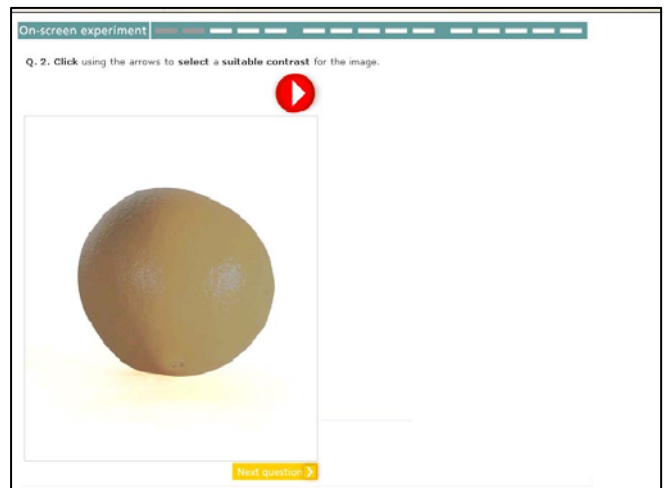 On-screen experiment
Q. 2. Click using the arrows to select a suitable contrast for the image.
Next question